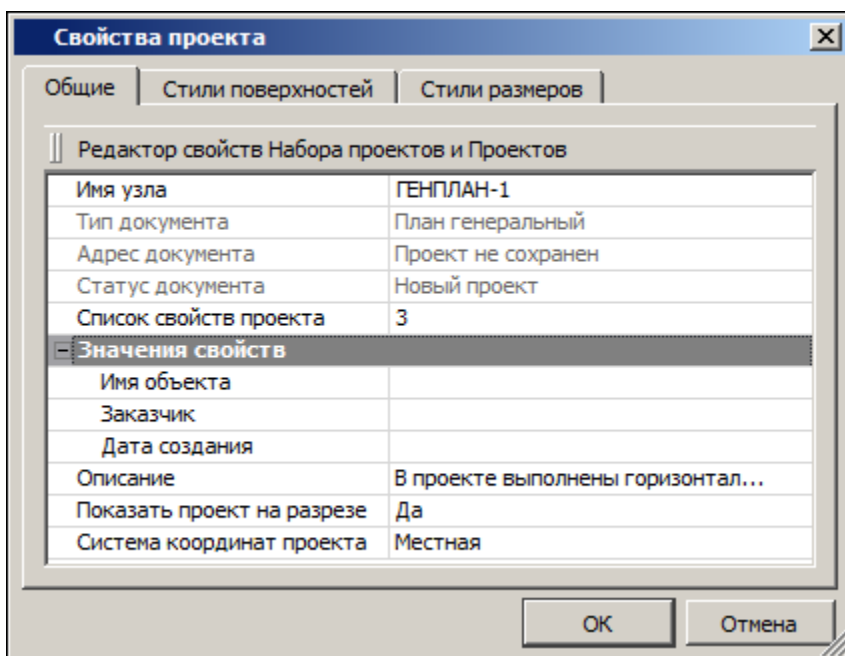 Свойства проекта
Общие Стили поверхностей Стили размеров
Редактор свойств Набора проектов и Проектов
Имя узла ГЕНПЛАН-1
Тип документа План генеральный
Адрес документа Проект не сохранен
Статус документа Новый проект
Список свойств проекта 3
Значения свойств
Имя объекта
Заказчик
Дата создания
Описание В проекте выполнены горизонтал...
Показать проект на разрезе Да
Система координат проекта Местная
ОК Отмена